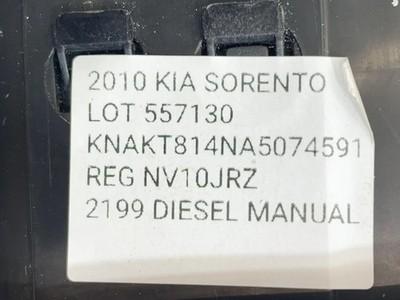 2010 KIA SORENTO
LOT 557130
KNAKT814NA5074591
REG NV10JRZ
2199 DIESEL MANUAL